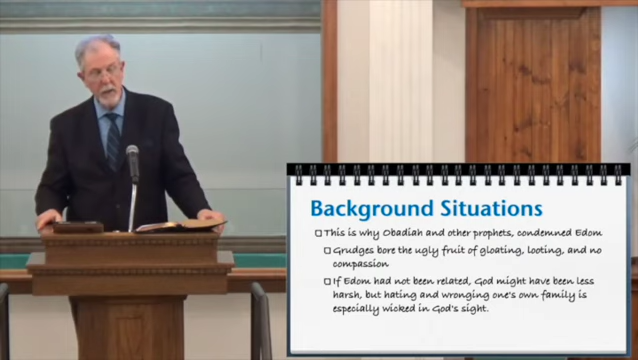 Background Situations
This is why Obadiah and other prophets, condemned Edom
Grudges bore the ugly fruit of gloating, looting, and no
compassion
If Edom had not been related, God might have been less
harsh, but hating and wronging one's own family is
especially wicked in God's sight.